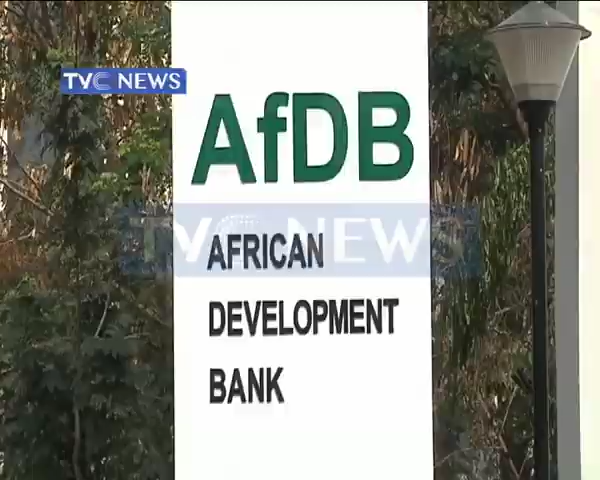 TVC NEWS
AfDB
TVC NEWS
AFRICAN
DEVELOPMENT
BANK